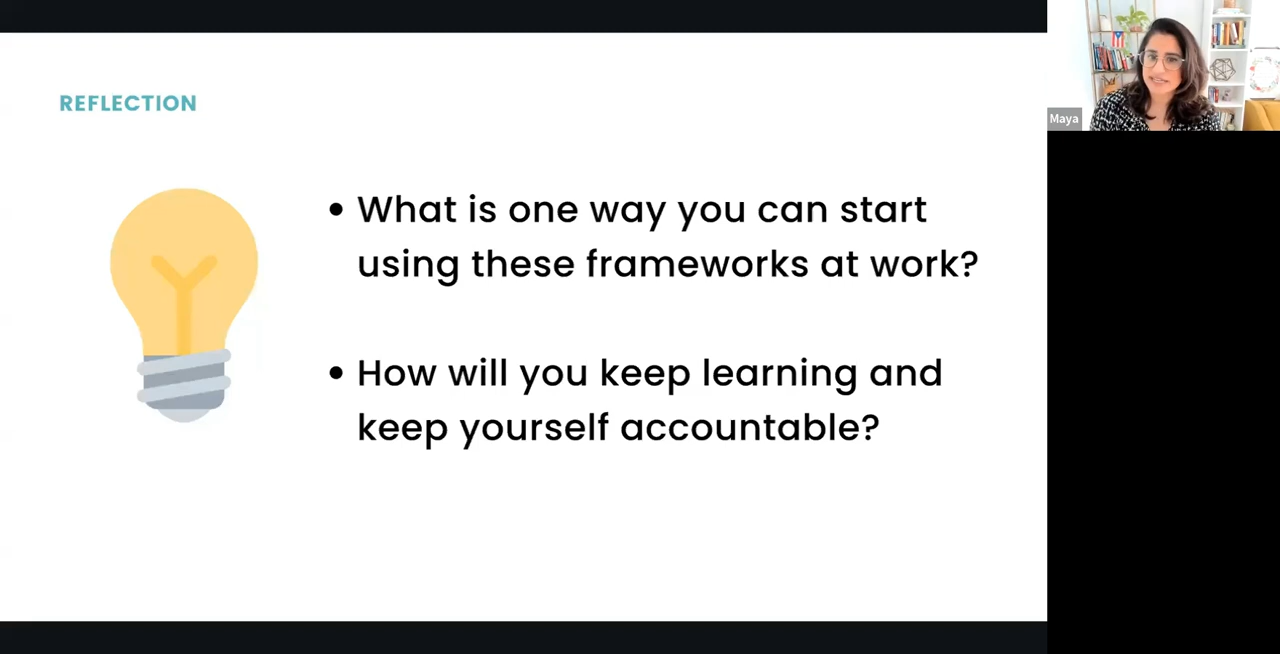 REFLECTION
• What is one way you can start
using these frameworks at work?
• How will you keep learning and
keep yourself accountable?
Maya